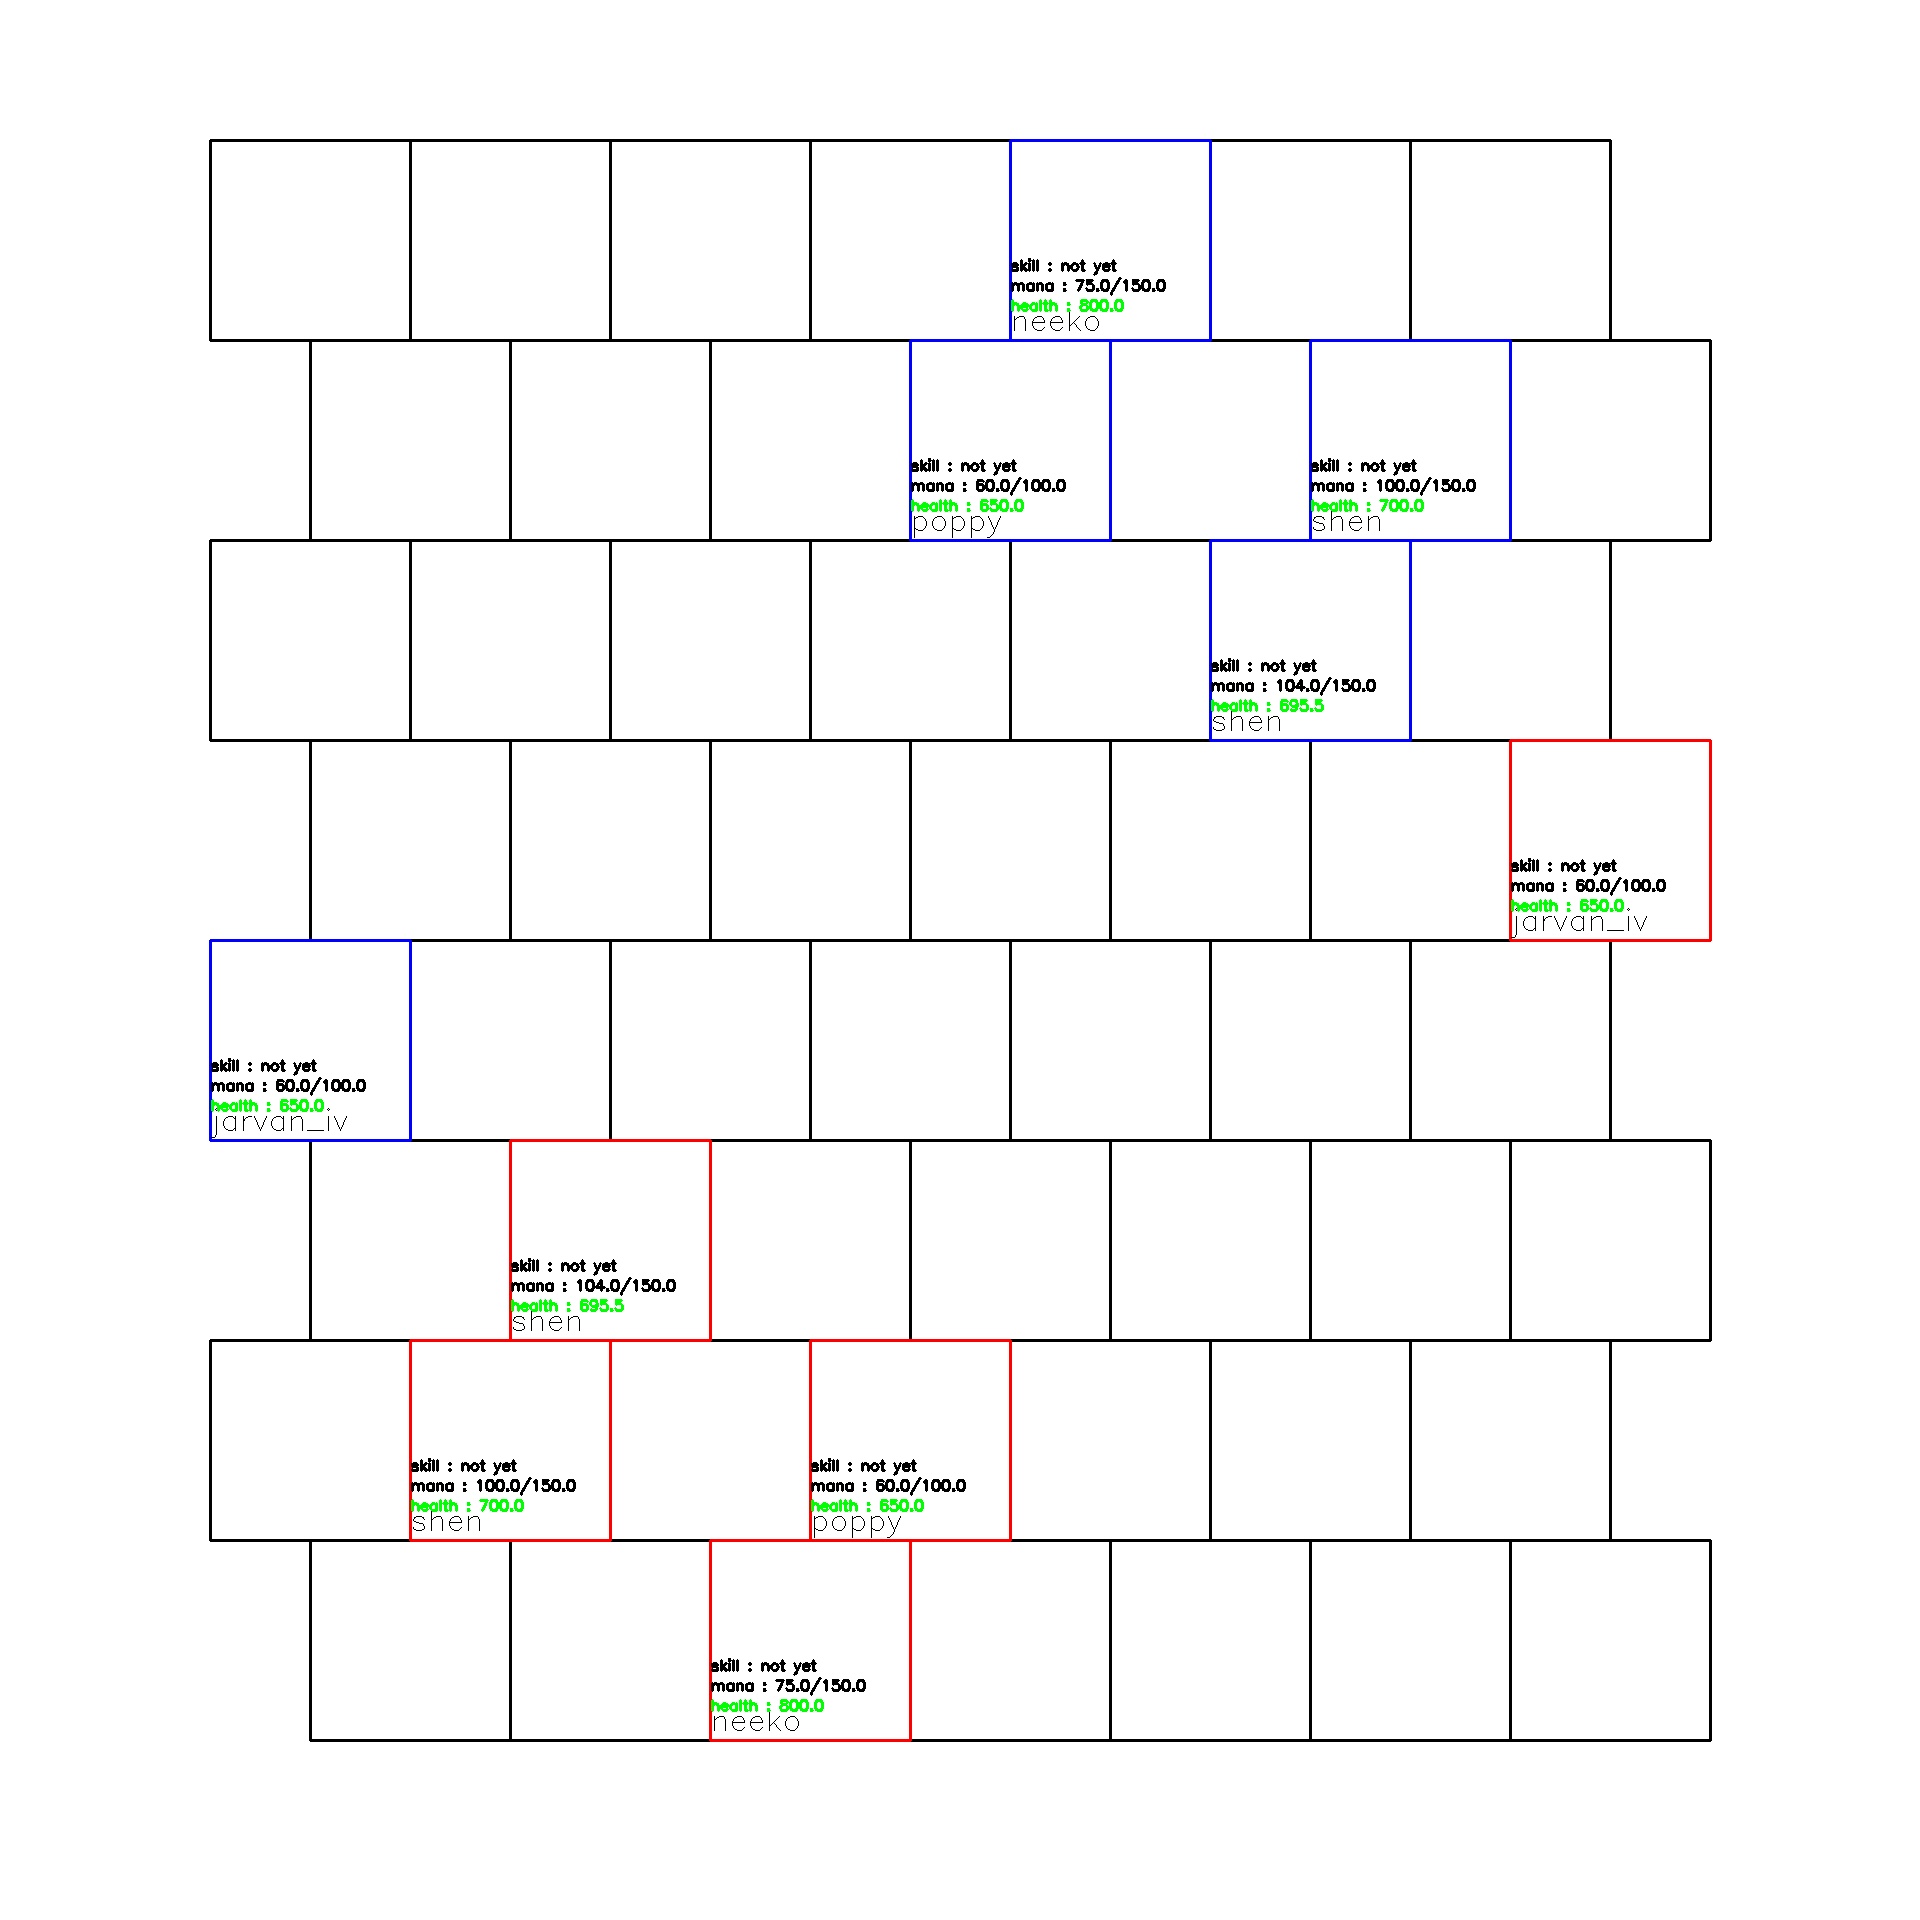 skill : not yet
mana : 75.0/150.0
health : 800.0
neeko
skill : not yet
mana : 60.0/100.0
health : 650.0
poppy
skill : not yet
mana : 100.0/150.0
health : 700.0
shen
skill : not yet
mana : 104.0/150.0
health : 695.5
shen
skill : not yet
mana : 60.0/100.0
health : 650.0
jarvan_iv
skill : not yet
mana : 60.0/100.0
health : 650.0
jarvan_iv
skill : not yet
mana : 104.0/150.0
health : 695.5
shen
skill : not yet
mana : 100.0/150.0
health : 700.0
shen
skill : not yet
mana : 60.0/100.0
health : 650.0
poppy
skill : not yet
mana : 75.0/150.0
health : 800.0
neeko